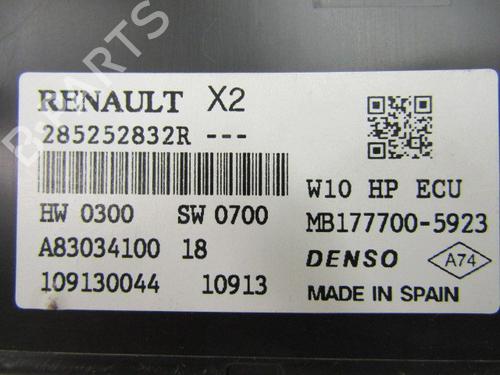 RENAULT X2
285252832R ---
W10 HP ECU
HW 0300 SW 0700
MB177700-5923
A83034100 18
DENSO
A74
109130044 10913
MADE IN SPAIN
B-PARTS